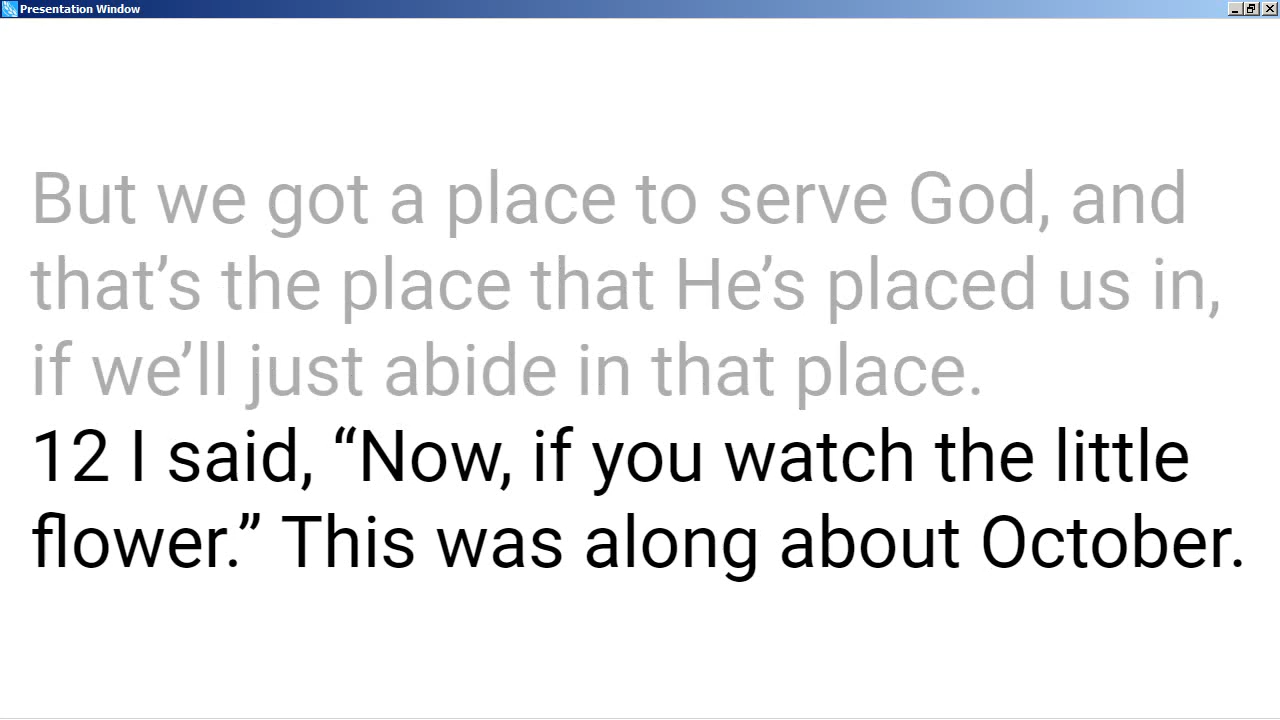 Presentation Window
But we got a place to serve God, and
that’s the place that He’s placed us in,
if we’ll just abide in that place.
12 I said, “Now, if you watch the little
flower.” This was along about October.